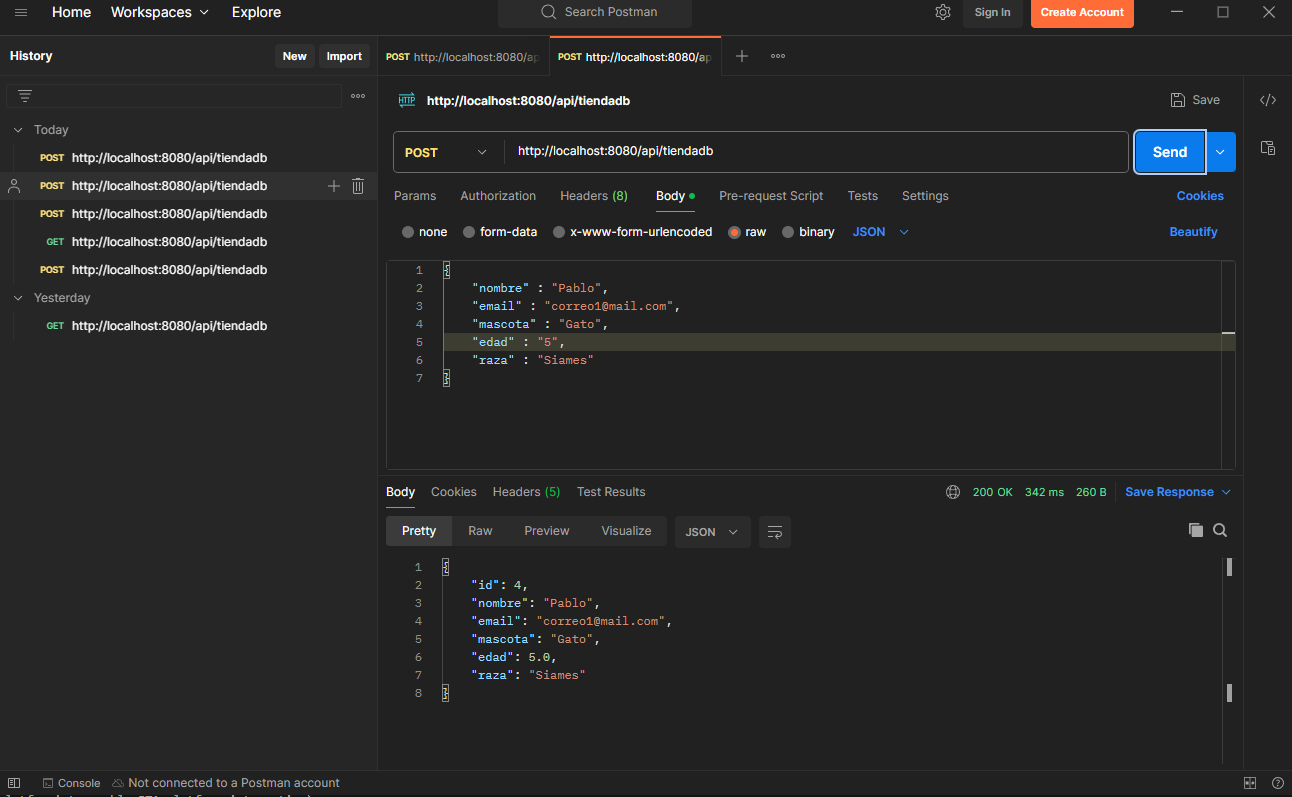 Home Workspaces Explore Search Postman Sign In Create Account
History New Import
POST http://localhost:8080/ap POST http://localhost:8080/ap
Today
POST http://localhost:8080/api/tiendadb
POST http://localhost:8080/api/tiendadb
POST http://localhost:8080/api/tiendadb
GET http://localhost:8080/api/tiendadb
POST http://localhost:8080/api/tiendadb
Yesterday
GET http://localhost:8080/api/tiendadb
HTTP http://localhost:8080/api/tiendadb Save </>
POST http://localhost:8080/api/tiendadb Send
Params Authorization Headers (8) Body Pre-request Script Tests Settings Cookies
none form-data x-www-form-urlencoded raw binary JSON Beautify
1 {
2 "nombre" : "Pablo",
3 "email" : "correo1@mail.com",
4 "mascota" : "Gato",
5 "edad" : "5",
6 "raza" : "Siames"
7 }
Body Cookies Headers (5) Test Results 200 OK 342 ms 260 B Save Response
Pretty Raw Preview Visualize JSON
1 {
2 "id": 4,
3 "nombre": "Pablo",
4 "email": "correo1@mail.com",
5 "mascota": "Gato",
6 "edad": 5.0,
7 "raza": "Siames"
8 }
Console Not connected to a Postman account